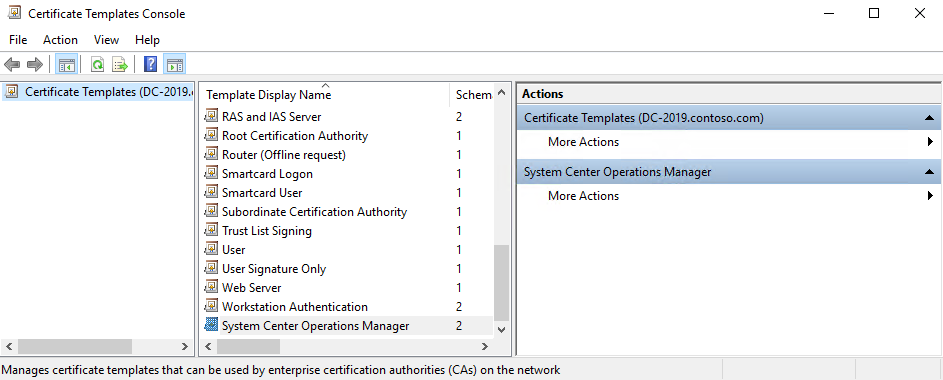 Certificate Templates Console
File Action View Help
Certificate Templates (DC-2019.
Template Display Name Schem
RAS and IAS Server 2
Root Certification Authority 1
Router (Offline request) 1
Smartcard Logon 1
Smartcard User 1
Subordinate Certification Authority 1
Trust List Signing 1
User 1
User Signature Only 1
Web Server 1
Workstation Authentication 2
System Center Operations Manager 2
Actions
Certificate Templates (DC-2019.contoso.com)
More Actions
System Center Operations Manager
More Actions
Manages certificate templates that can be used by enterprise certification authorities (CAs) on the network